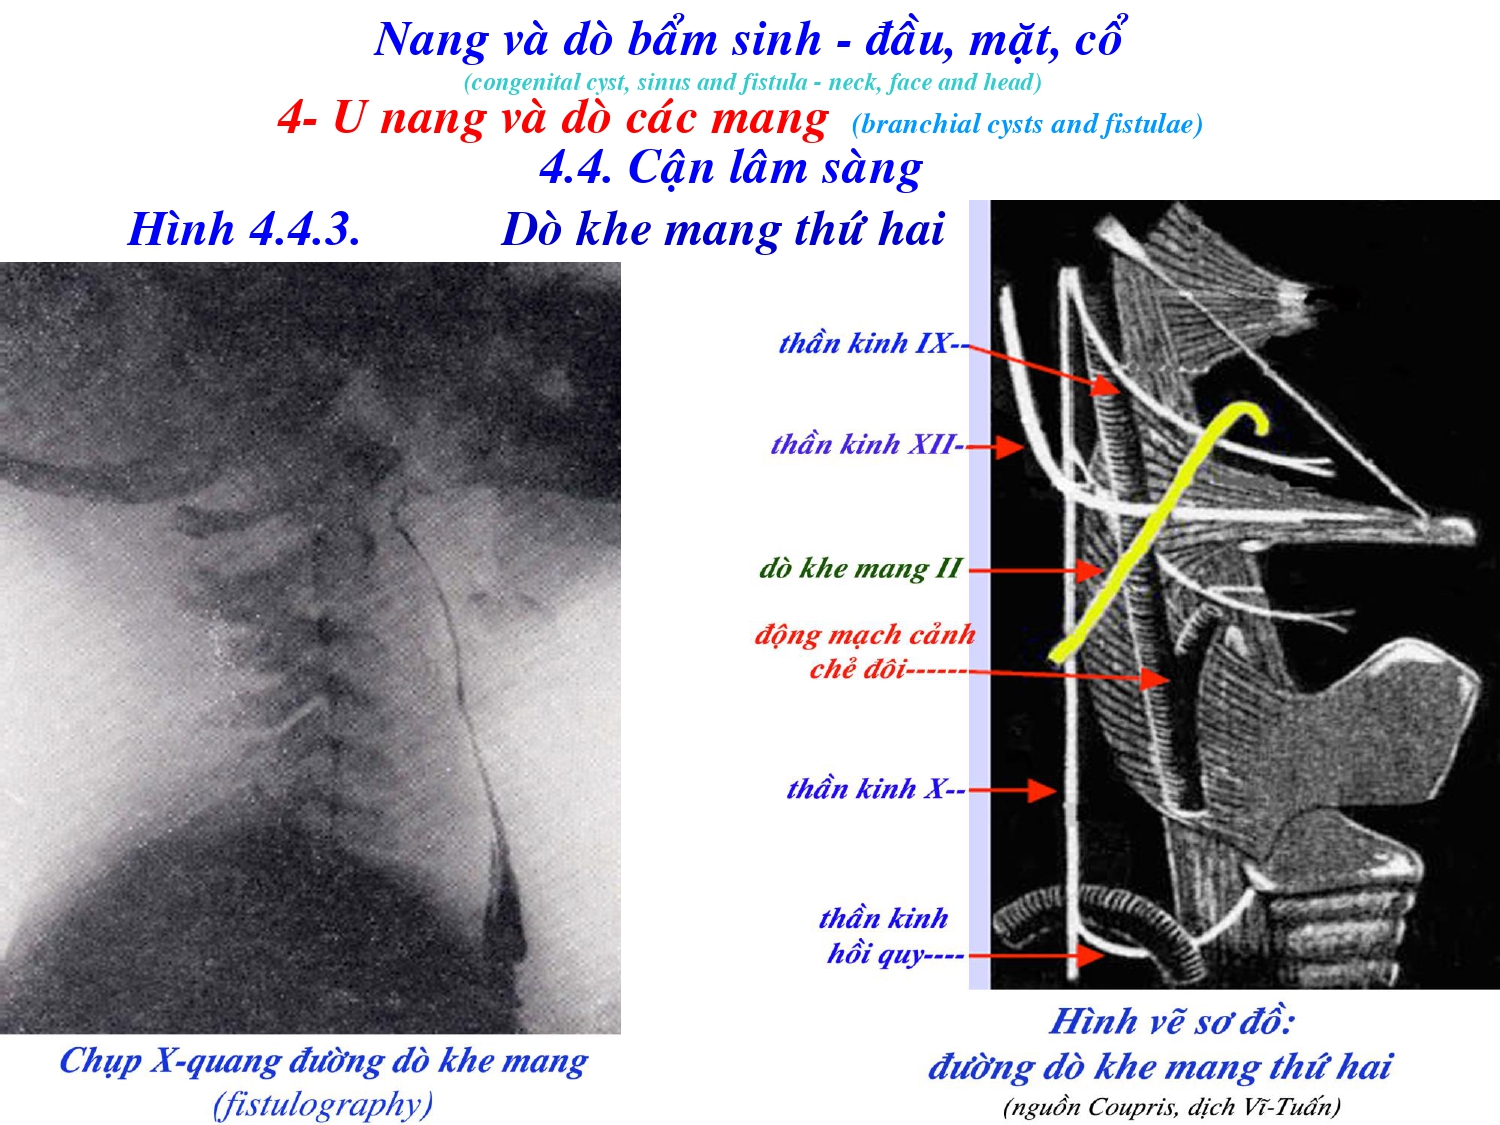 Nang và dò bẩm sinh - đầu, mặt, cổ
(congenital cyst, sinus and fistula - neck, face and head)
4- U nang và dò các mang (branchial cysts and fistulae)
4.4. Cận lâm sàng
Hình 4.4.3. Dò khe mang thứ hai
thần kinh IX--
thần kinh XII--
dò khe mang II
động mạch cảnh
chẻ đôi------
thần kinh X--
thần kinh
hồi quy----
Chụp X-quang đường dò khe mang
(fistulography)
Hình vẽ sơ đồ:
đường dò khe mang thứ hai
(nguồn Coupris, dịch Vĩ-Tuấn)